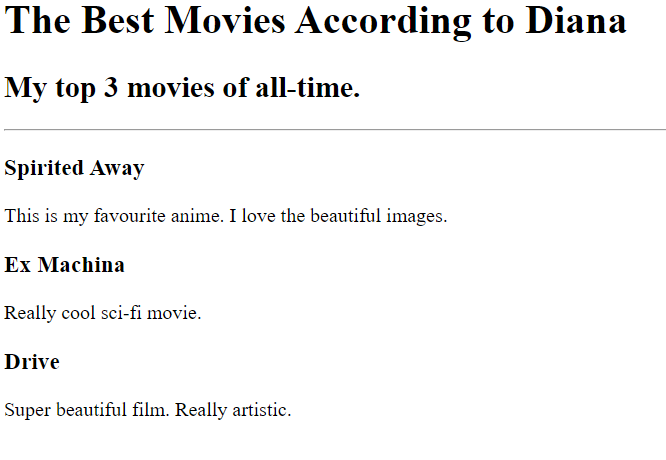 The Best Movies According to Diana
My top 3 movies of all-time.
Spirited Away
This is my favourite anime. I love the beautiful images.
Ex Machina
Really cool sci-fi movie.
Drive
Super beautiful film. Really artistic.